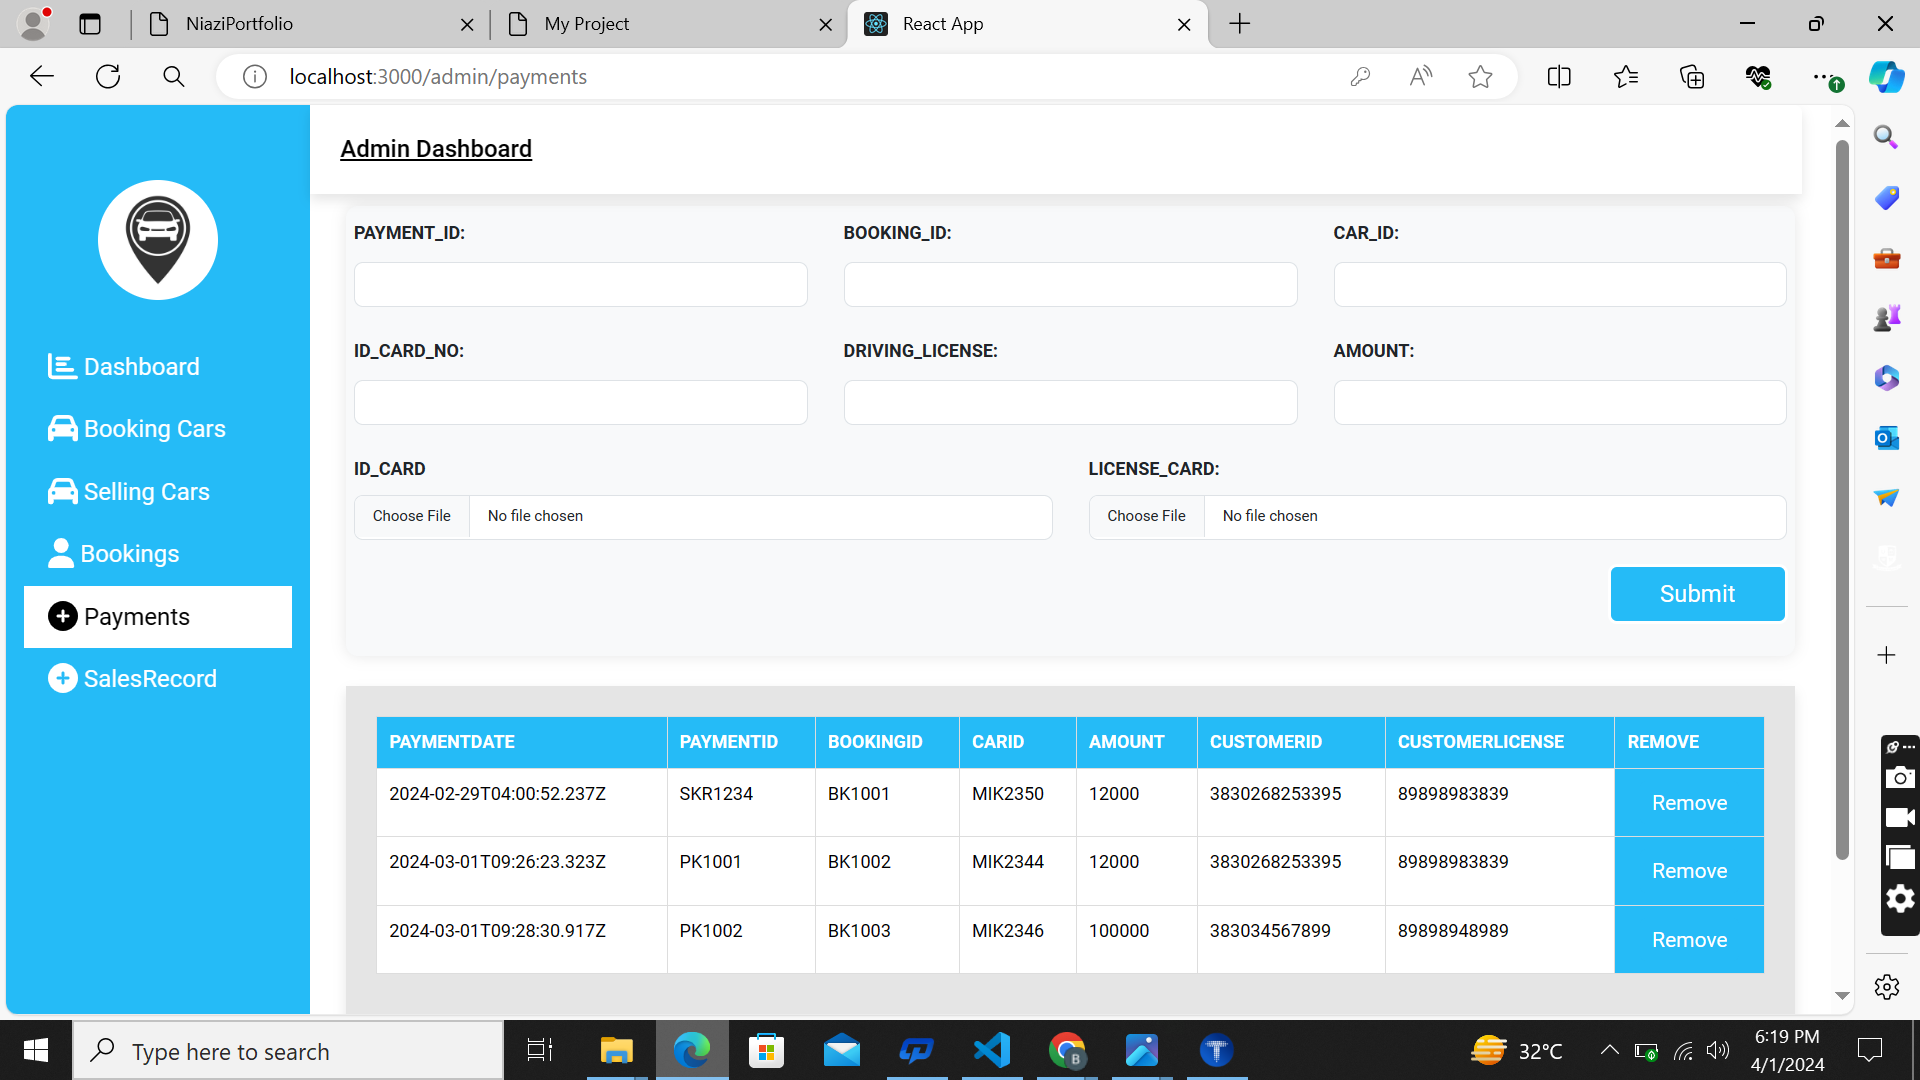 NiaziPortfolio
My Project
React App
localhost:3000/admin/payments
Admin Dashboard
PAYMENT_ID:
BOOKING_ID:
CAR_ID:
ID_CARD_NO:
DRIVING_LICENSE:
AMOUNT:
ID_CARD
LICENSE_CARD:
Choose File No file chosen
Choose File No file chosen
Submit
Dashboard
Booking Cars
Selling Cars
Bookings
Payments
SalesRecord
PAYMENTDATE PAYMENTID BOOKINGID CARID AMOUNT CUSTOMERID CUSTOMERLICENSE REMOVE
2024-02-29T04:00:52.237Z SKR1234 BK1001 MIK2350 12000 3830268253395 89898983839 Remove
2024-03-01T09:26:23.323Z PK1001 BK1002 MIK2344 12000 3830268253395 89898983839 Remove
2024-03-01T09:28:30.917Z PK1002 BK1003 MIK2346 100000 383034567899 89898948989 Remove
Type here to search
32°C
6:19 PM
4/1/2024